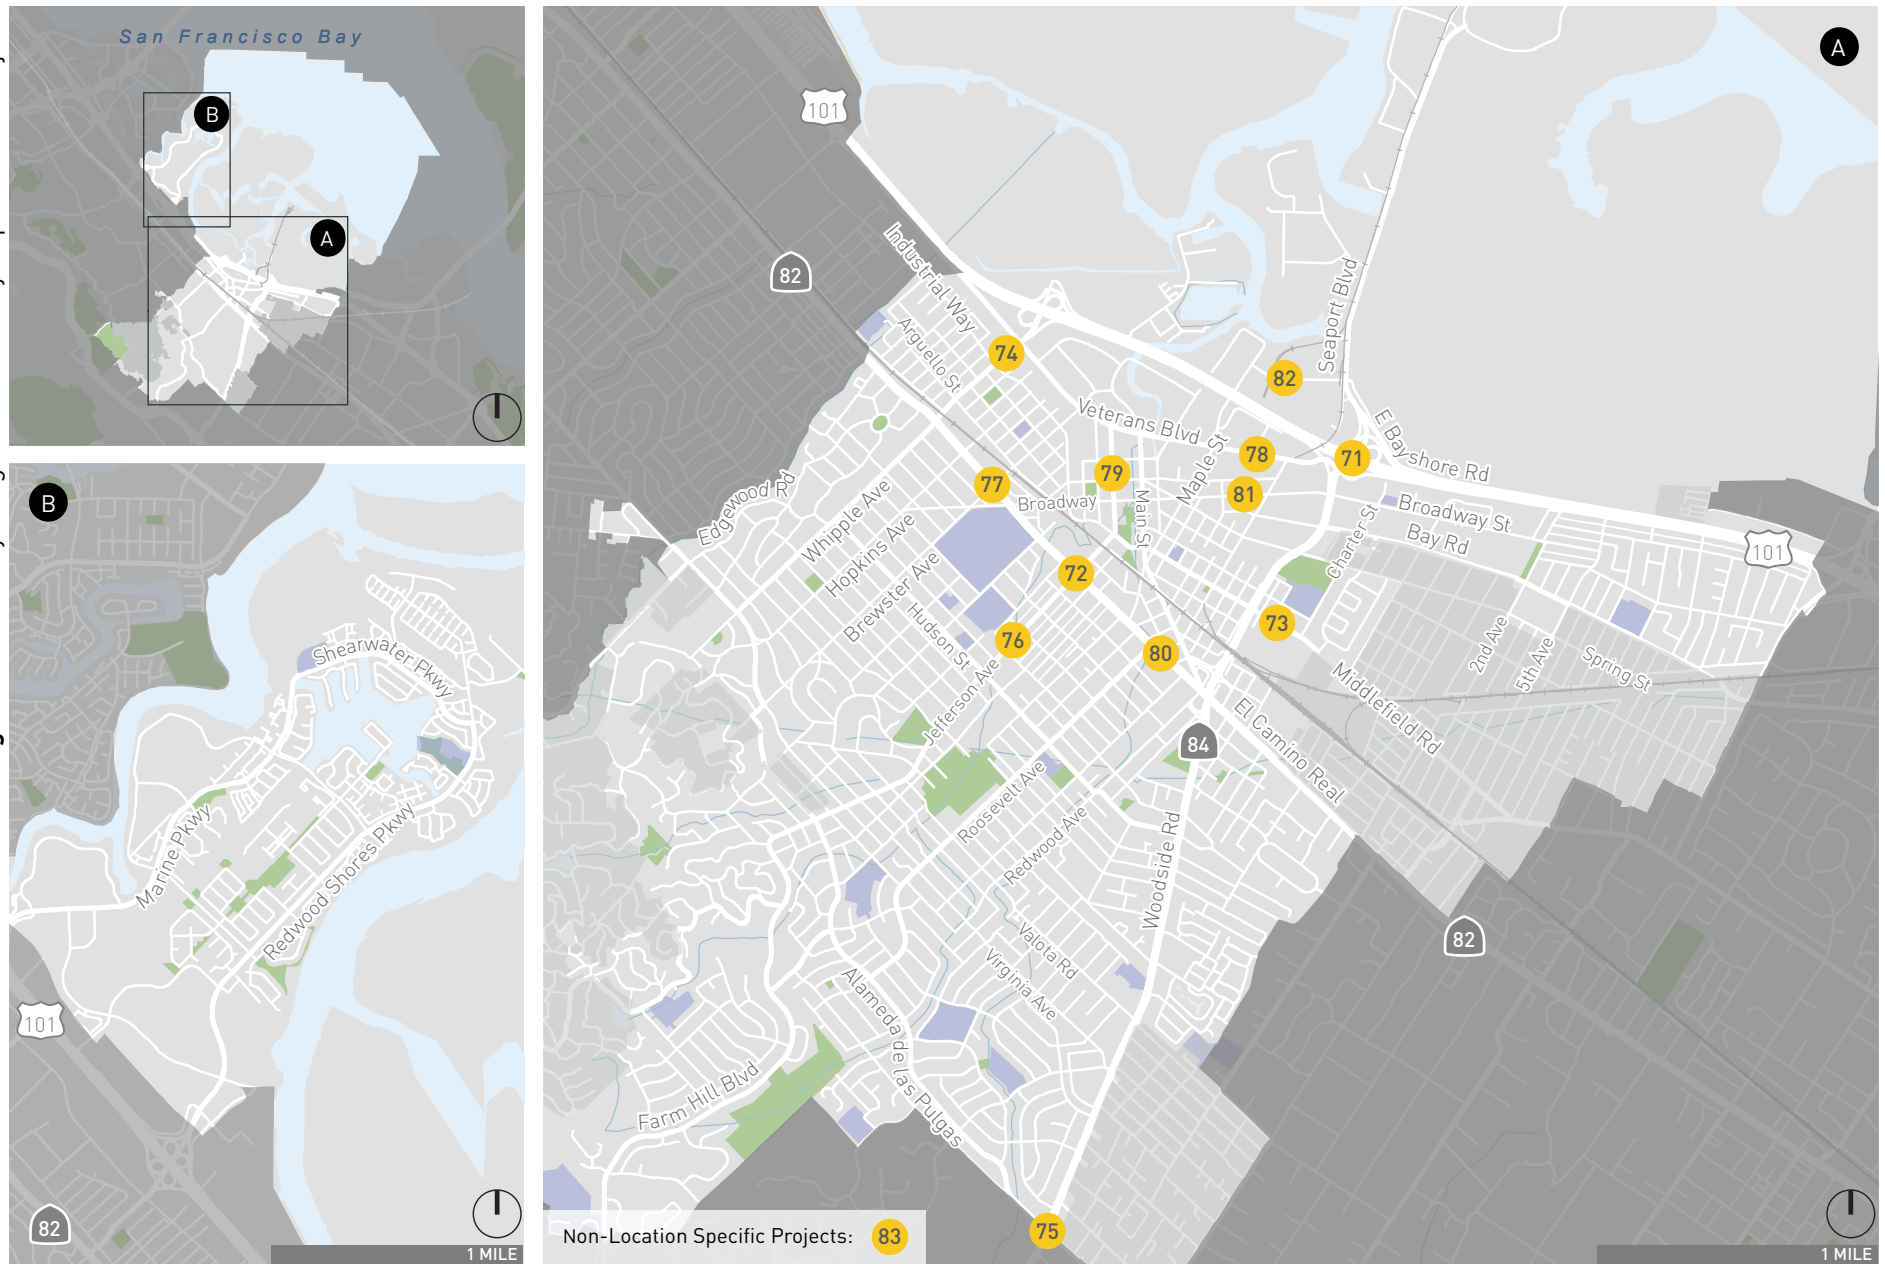 San Francisco Bay
B
A
B
Shearwater Pkwy
Marine Pkwy
Redwood Shores Pkwy
101
82
1 MILE
A
101
82
Industrial Way
Arguello St
74
Seaport Blvd
82
Veterans Blvd
Maple St
78
71
E Bayshore Rd
79
77
81
Broadway
Main St
Edgewood Rd
Whipple Ave
Hopkins Ave
Brewster Ave
Charter St
Broadway St
Bay Rd
101
72
Hudson St
76
73
80
2nd Ave
5th Ave
Spring St
Jefferson Ave
Middlefield Rd
El Camino Real
84
Roosevelt Ave
Redwood Ave
Woodside Rd
82
Valota Rd
Virginia Ave
Alameda de las Pulgas
Farm Hill Blvd
75
Non-Location Specific Projects: 83
1 MILE